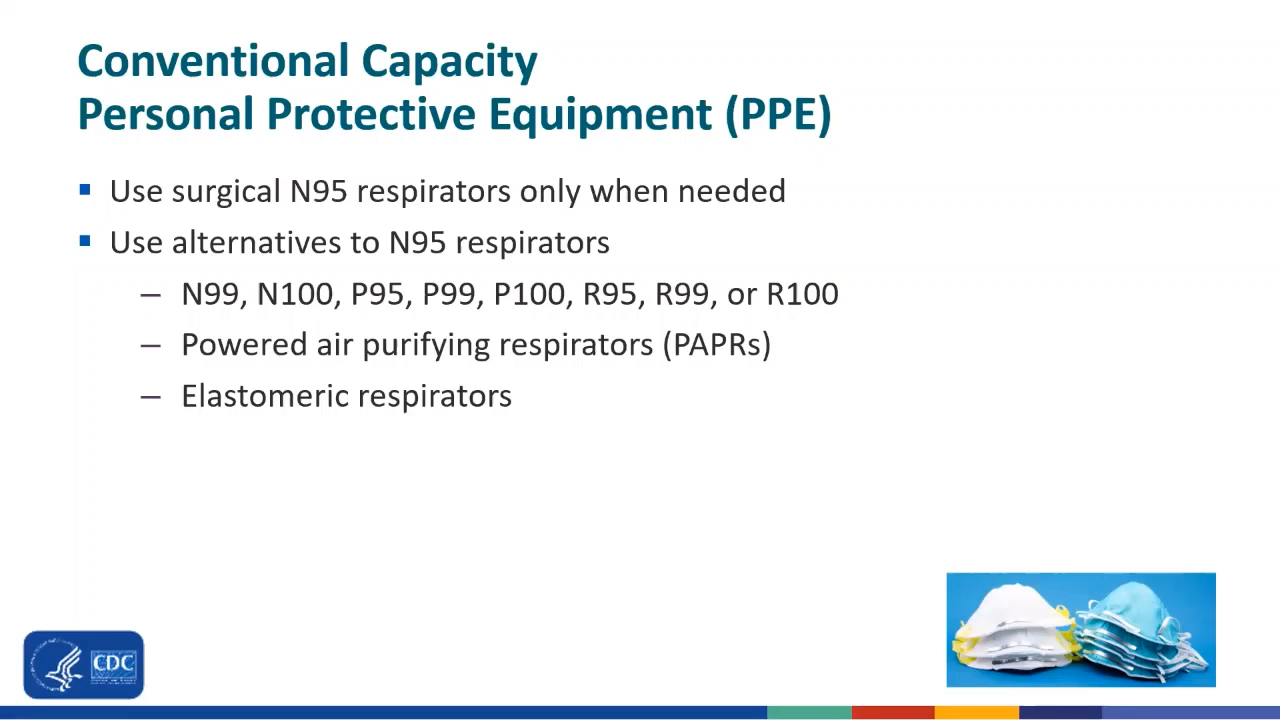 Conventional Capacity
Personal Protective Equipment (PPE)
▪ Use surgical N95 respirators only when needed
▪ Use alternatives to N95 respirators
– N99, N100, P95, P99, P100, R95, R99, or R100
– Powered air purifying respirators (PAPRs)
– Elastomeric respirators
CDC